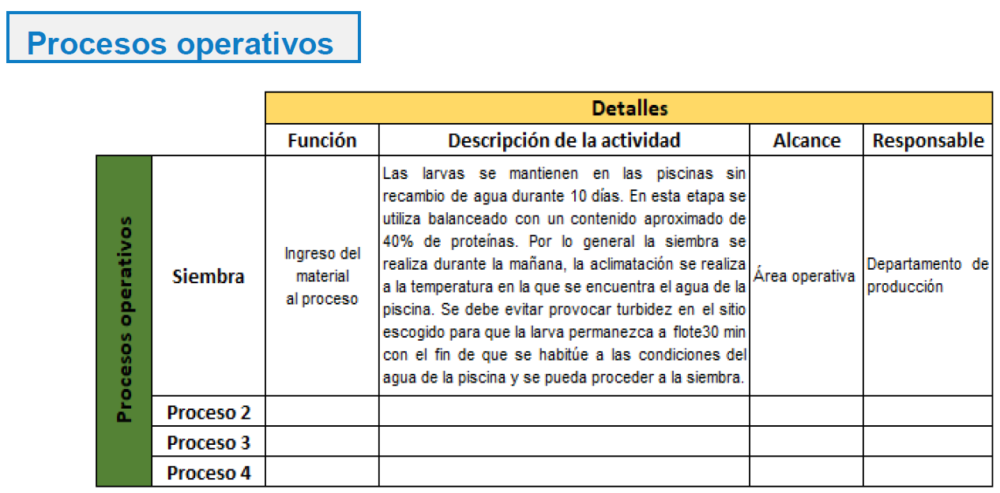 Procesos operativos
Detalles
Función
Descripción de la actividad
Alcance
Responsable
Procesos operativos
Siembra
Ingreso del
material
al proceso
Las larvas se mantienen en las piscinas sin
recambio de agua durante 10 días. En esta etapa se
utiliza balanceado con un contenido aproximado de
40% de proteínas. Por lo general la siembra se
realiza durante la mañana, la aclimatación se realiza
a la temperatura en la que se encuentra el agua de la
piscina. Se debe evitar provocar turbidez en el sitio
escogido para que la larva permanezca a flote30 min
con el fin de que se habitúe a las condiciones del
agua de la piscina y se pueda proceder a la siembra.
Área operativa
Departamento de
producción
Proceso 2
Proceso 3
Proceso 4